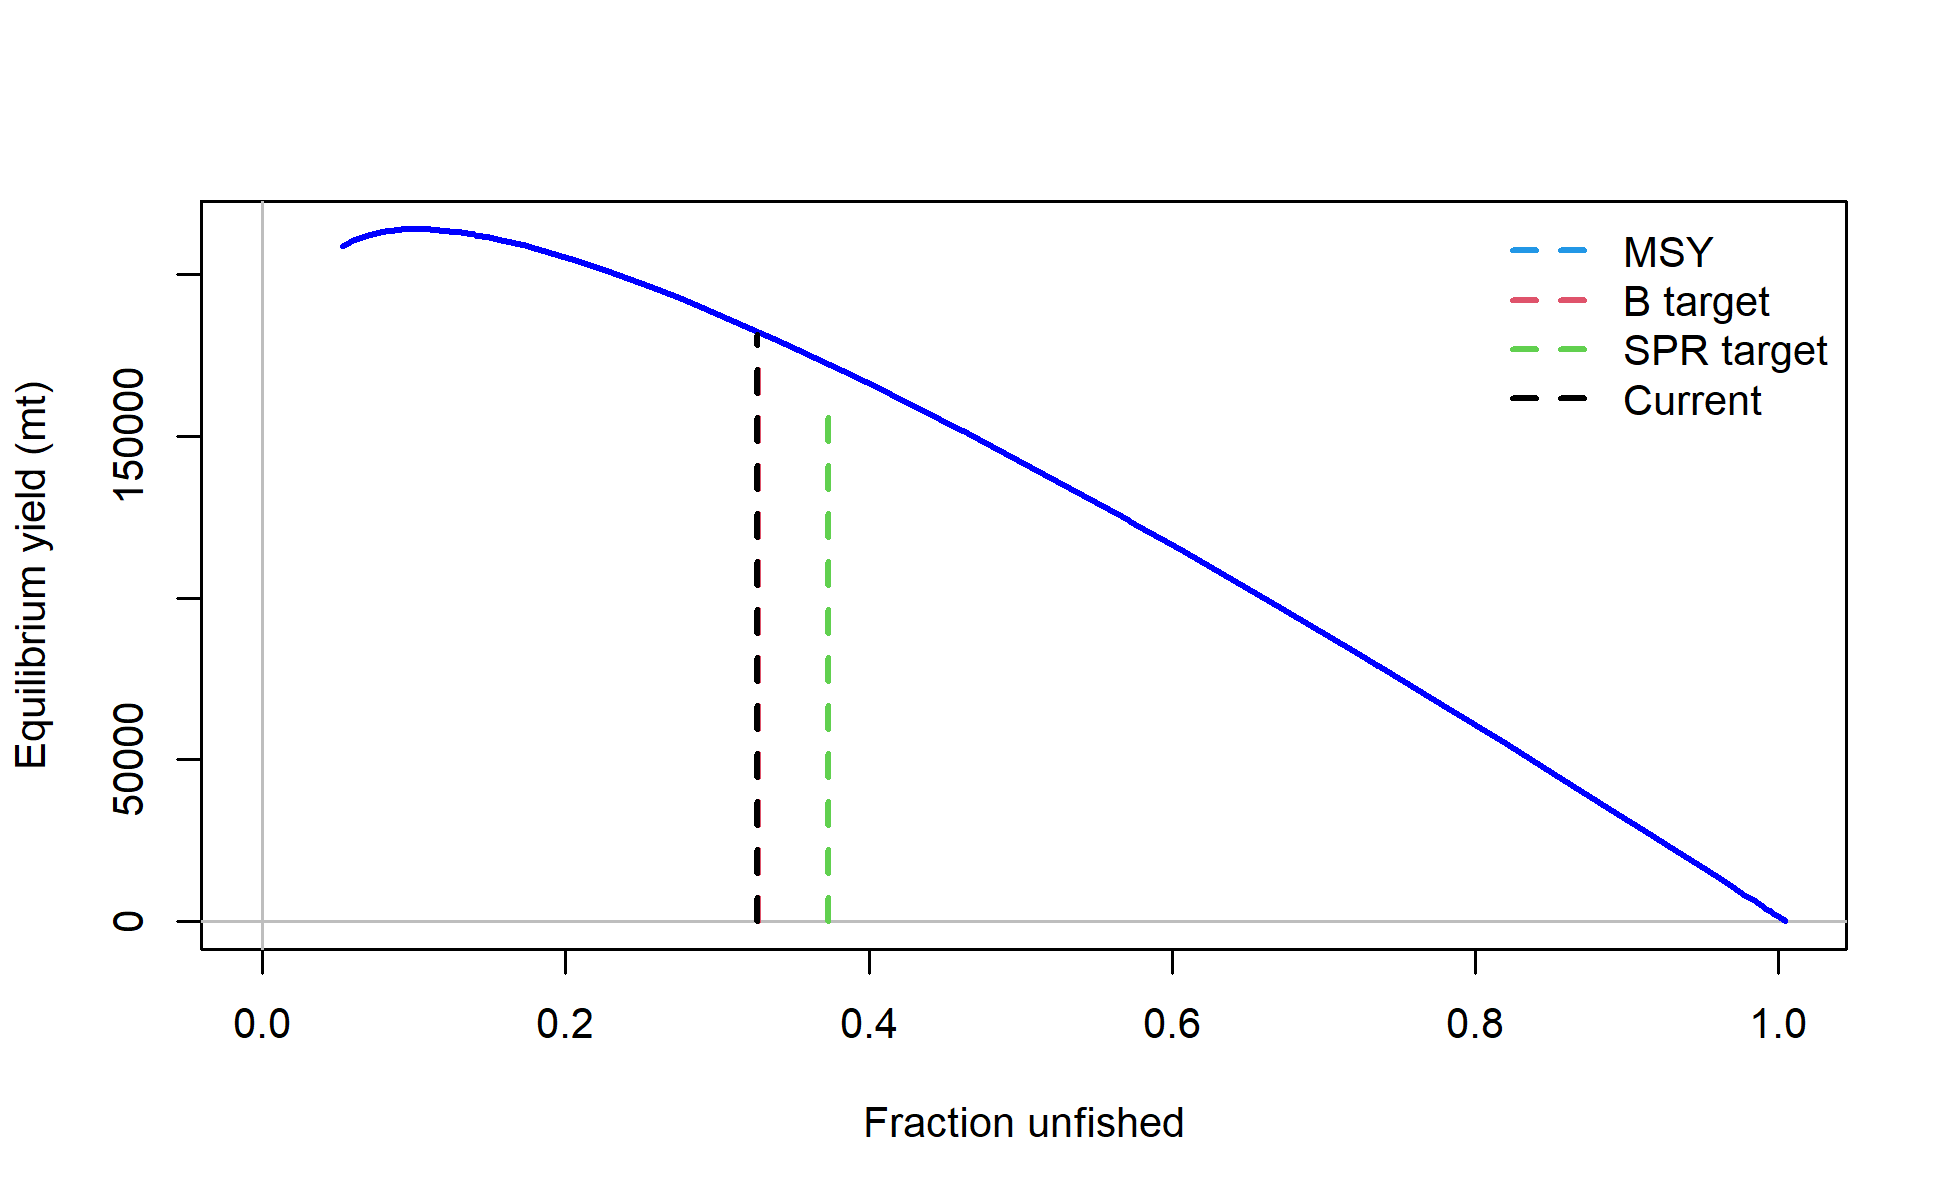 MSY
B target
SPR target
Current
Equilibrium yield (mt)
150000
50000
0
0.0 0.2 0.4 0.6 0.8 1.0
Fraction unfished